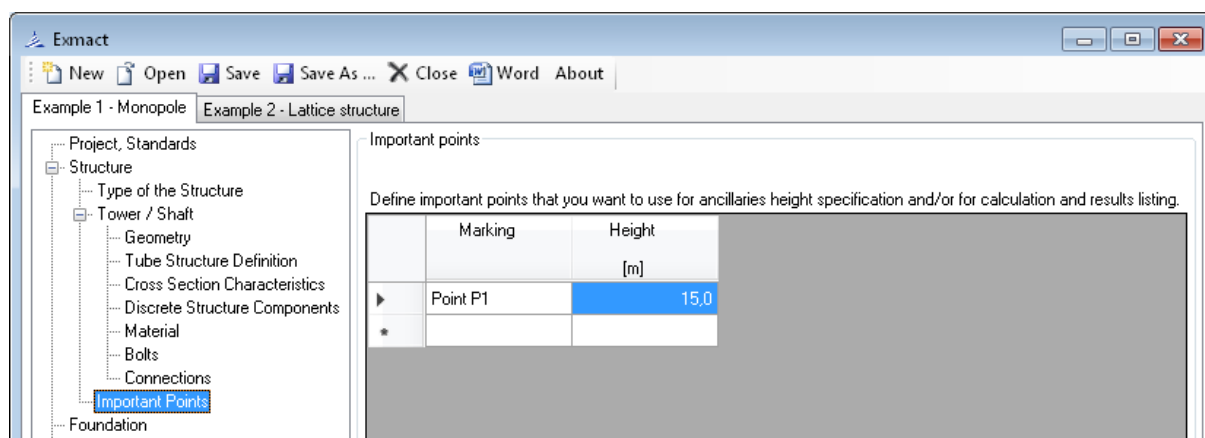 Exmact
New Open Save Save As ... Close Word About
Example 1 - Monopole Example 2 - Lattice structure
Project, Standards
Structure
Type of the Structure
Tower / Shaft
Geometry
Tube Structure Definition
Cross Section Characteristics
Discrete Structure Components
Material
Bolts
Connections
Important Points
Foundation
Important points
Define important points that you want to use for ancillaries height specification and/or for calculation and results listing.
Marking Height
[m]
Point P1 15,0